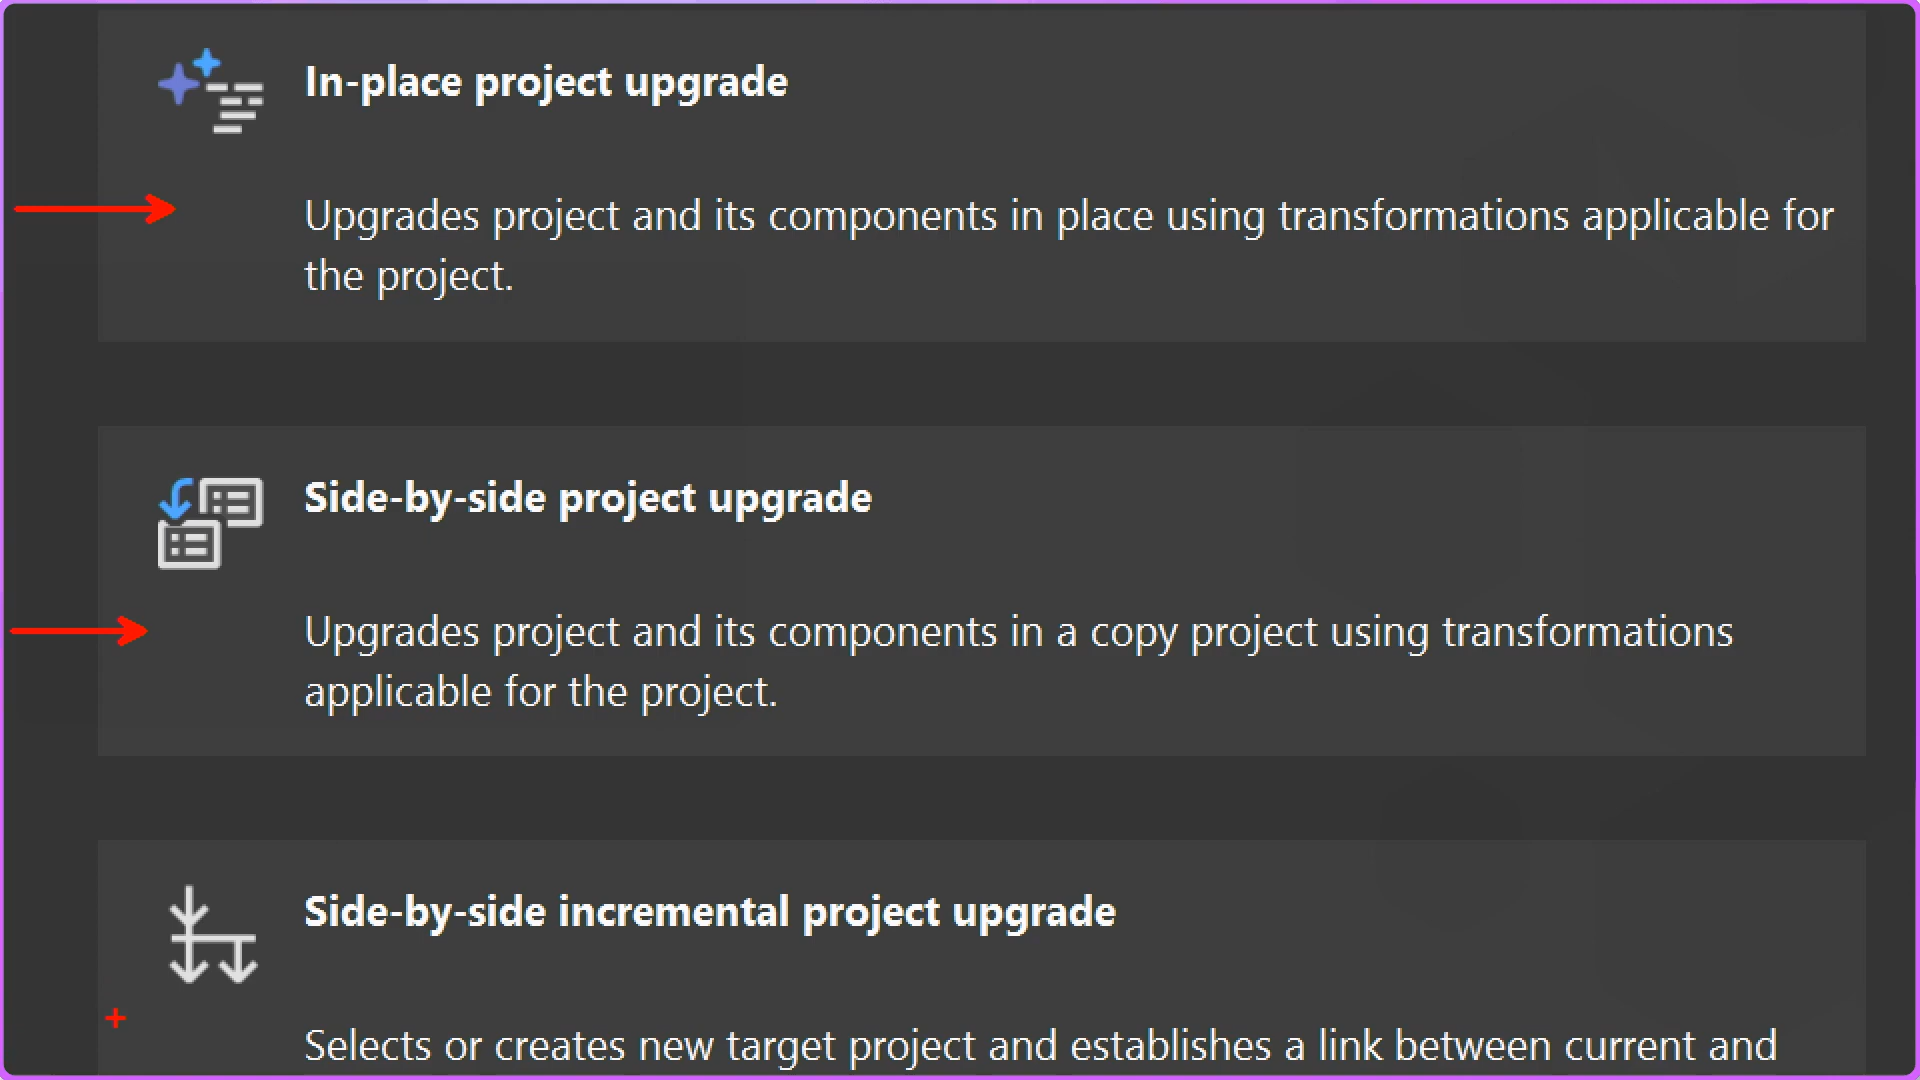 In-place project upgrade
Upgrades project and its components in place using transformations applicable for
the project.
Side-by-side project upgrade
Upgrades project and its components in a copy project using transformations
applicable for the project.
Side-by-side incremental project upgrade
Selects or creates new target project and establishes a link between current and